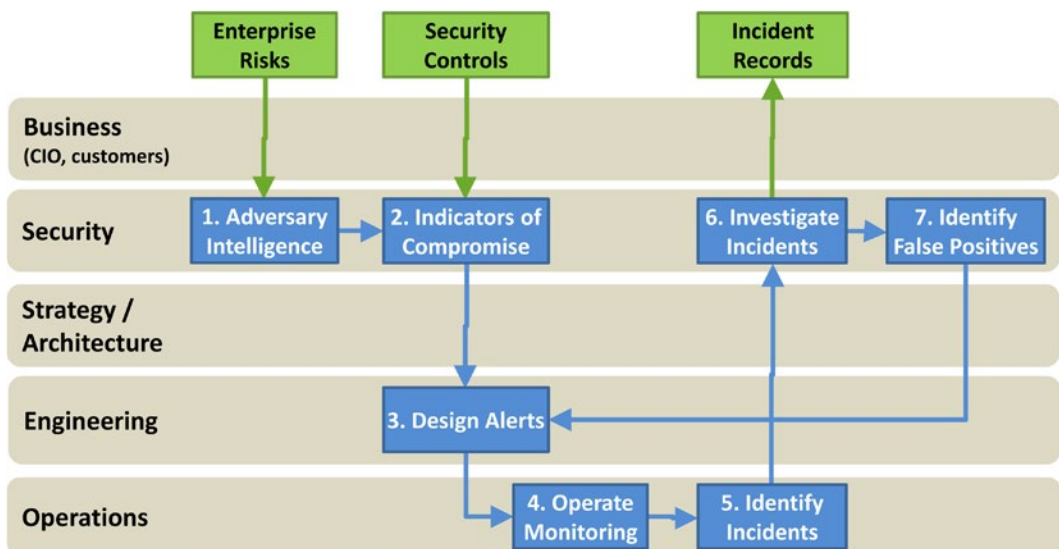 Enterprise
Risks
Security
Controls
Incident
Records
Business
(CIO, customers)
Security
1. Adversary
Intelligence
2. Indicators of
Compromise
6. Investigate
Incidents
7. Identify
False Positives
Strategy /
Architecture
Engineering
3. Design Alerts
Operations
4. Operate
Monitoring
5. Identify
Incidents